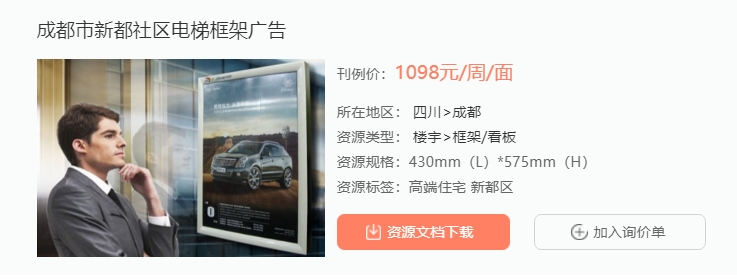 成都市新都社区电梯框架广告
刊例价：1098元/周/面
所在地区： 四川>成都
资源类型： 楼宇>框架/看板
资源规格：430mm（L）*575mm（H）
资源标签：高端住宅 新都区
资源文档下载
加入询价单